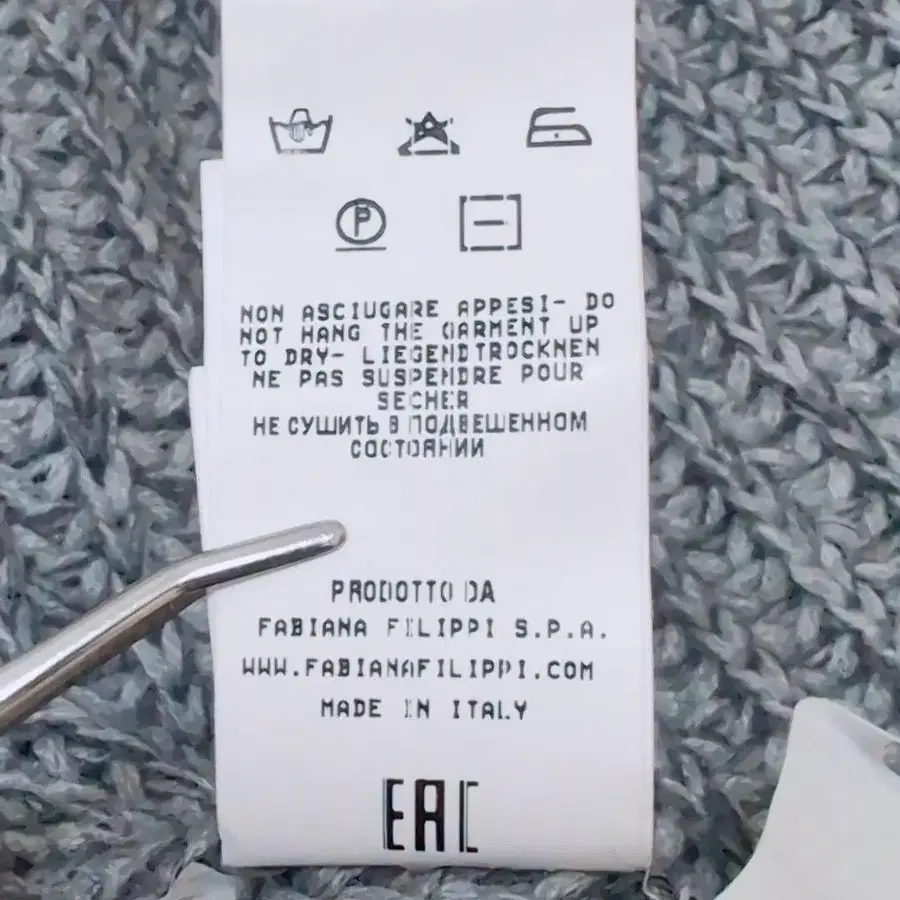 P
NON ASCIUGARE APPESI- DO
NOT HANG THE GARMENT UP
TO DRY- LIEGENDTROCKNEN
NE PAS SUSPENDRE POUR
SECHER
НЕ СУШИТЬ В ПОДВЕШЕННОМ
СОСТОЯНИИ
PRODOTTO DA
FABIANA FILIPPI S.P.A.
WWW.FABIANAFILIPPI.COM
MADE IN ITALY
EAC